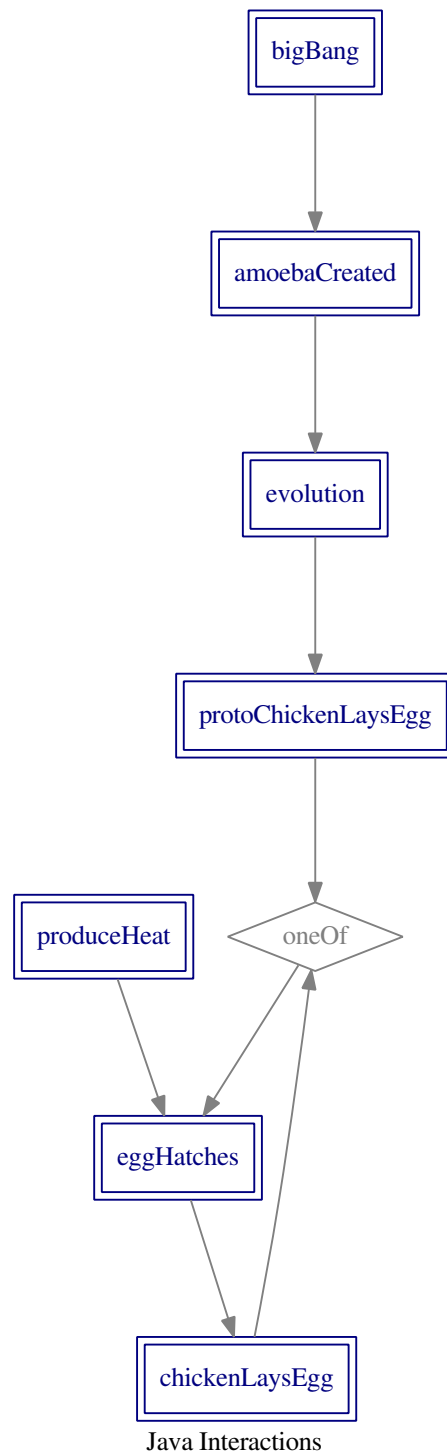 bigBang
amoebaCreated
evolution
protoChickenLaysEgg
produceHeat
oneOf
eggHatches
chickenLaysEgg
Java Interactions